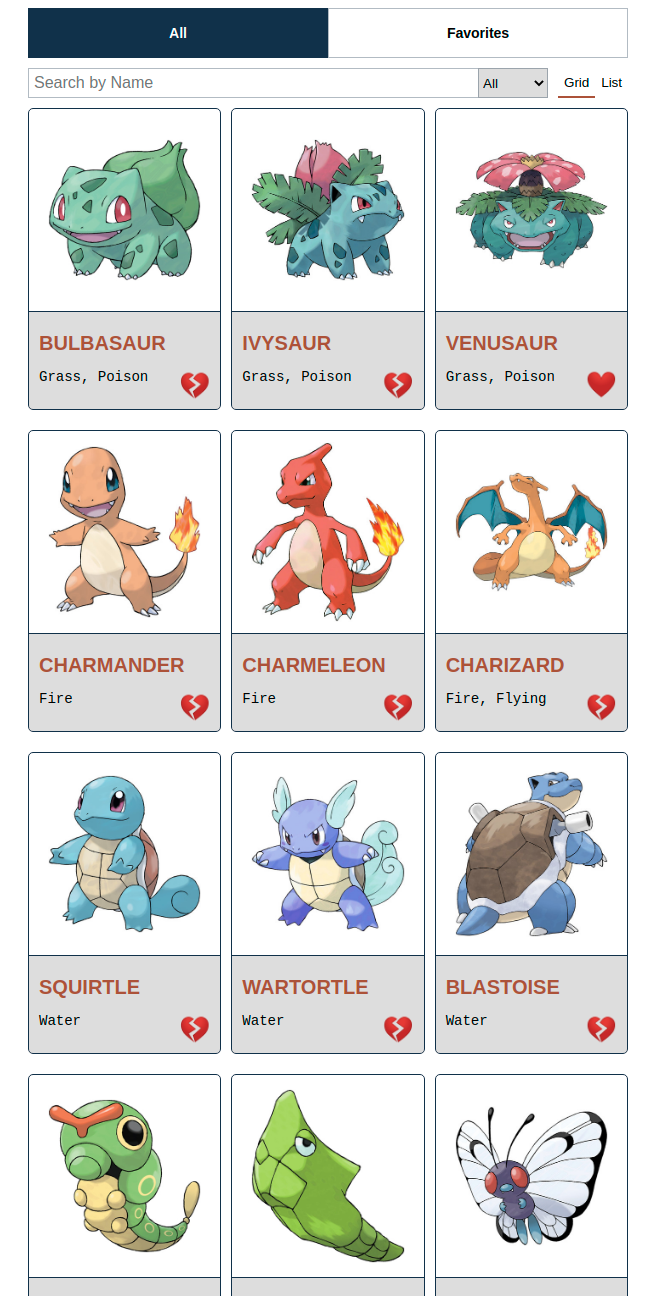 All Favorites
Search by Name All Grid List
BULBASAUR IVYSAUR VENUSAUR
Grass, Poison Grass, Poison Grass, Poison
CHARMANDER CHARMELEON CHARIZARD
Fire Fire Fire, Flying
SQUIRTLE WARTORTLE BLASTOISE
Water Water Water